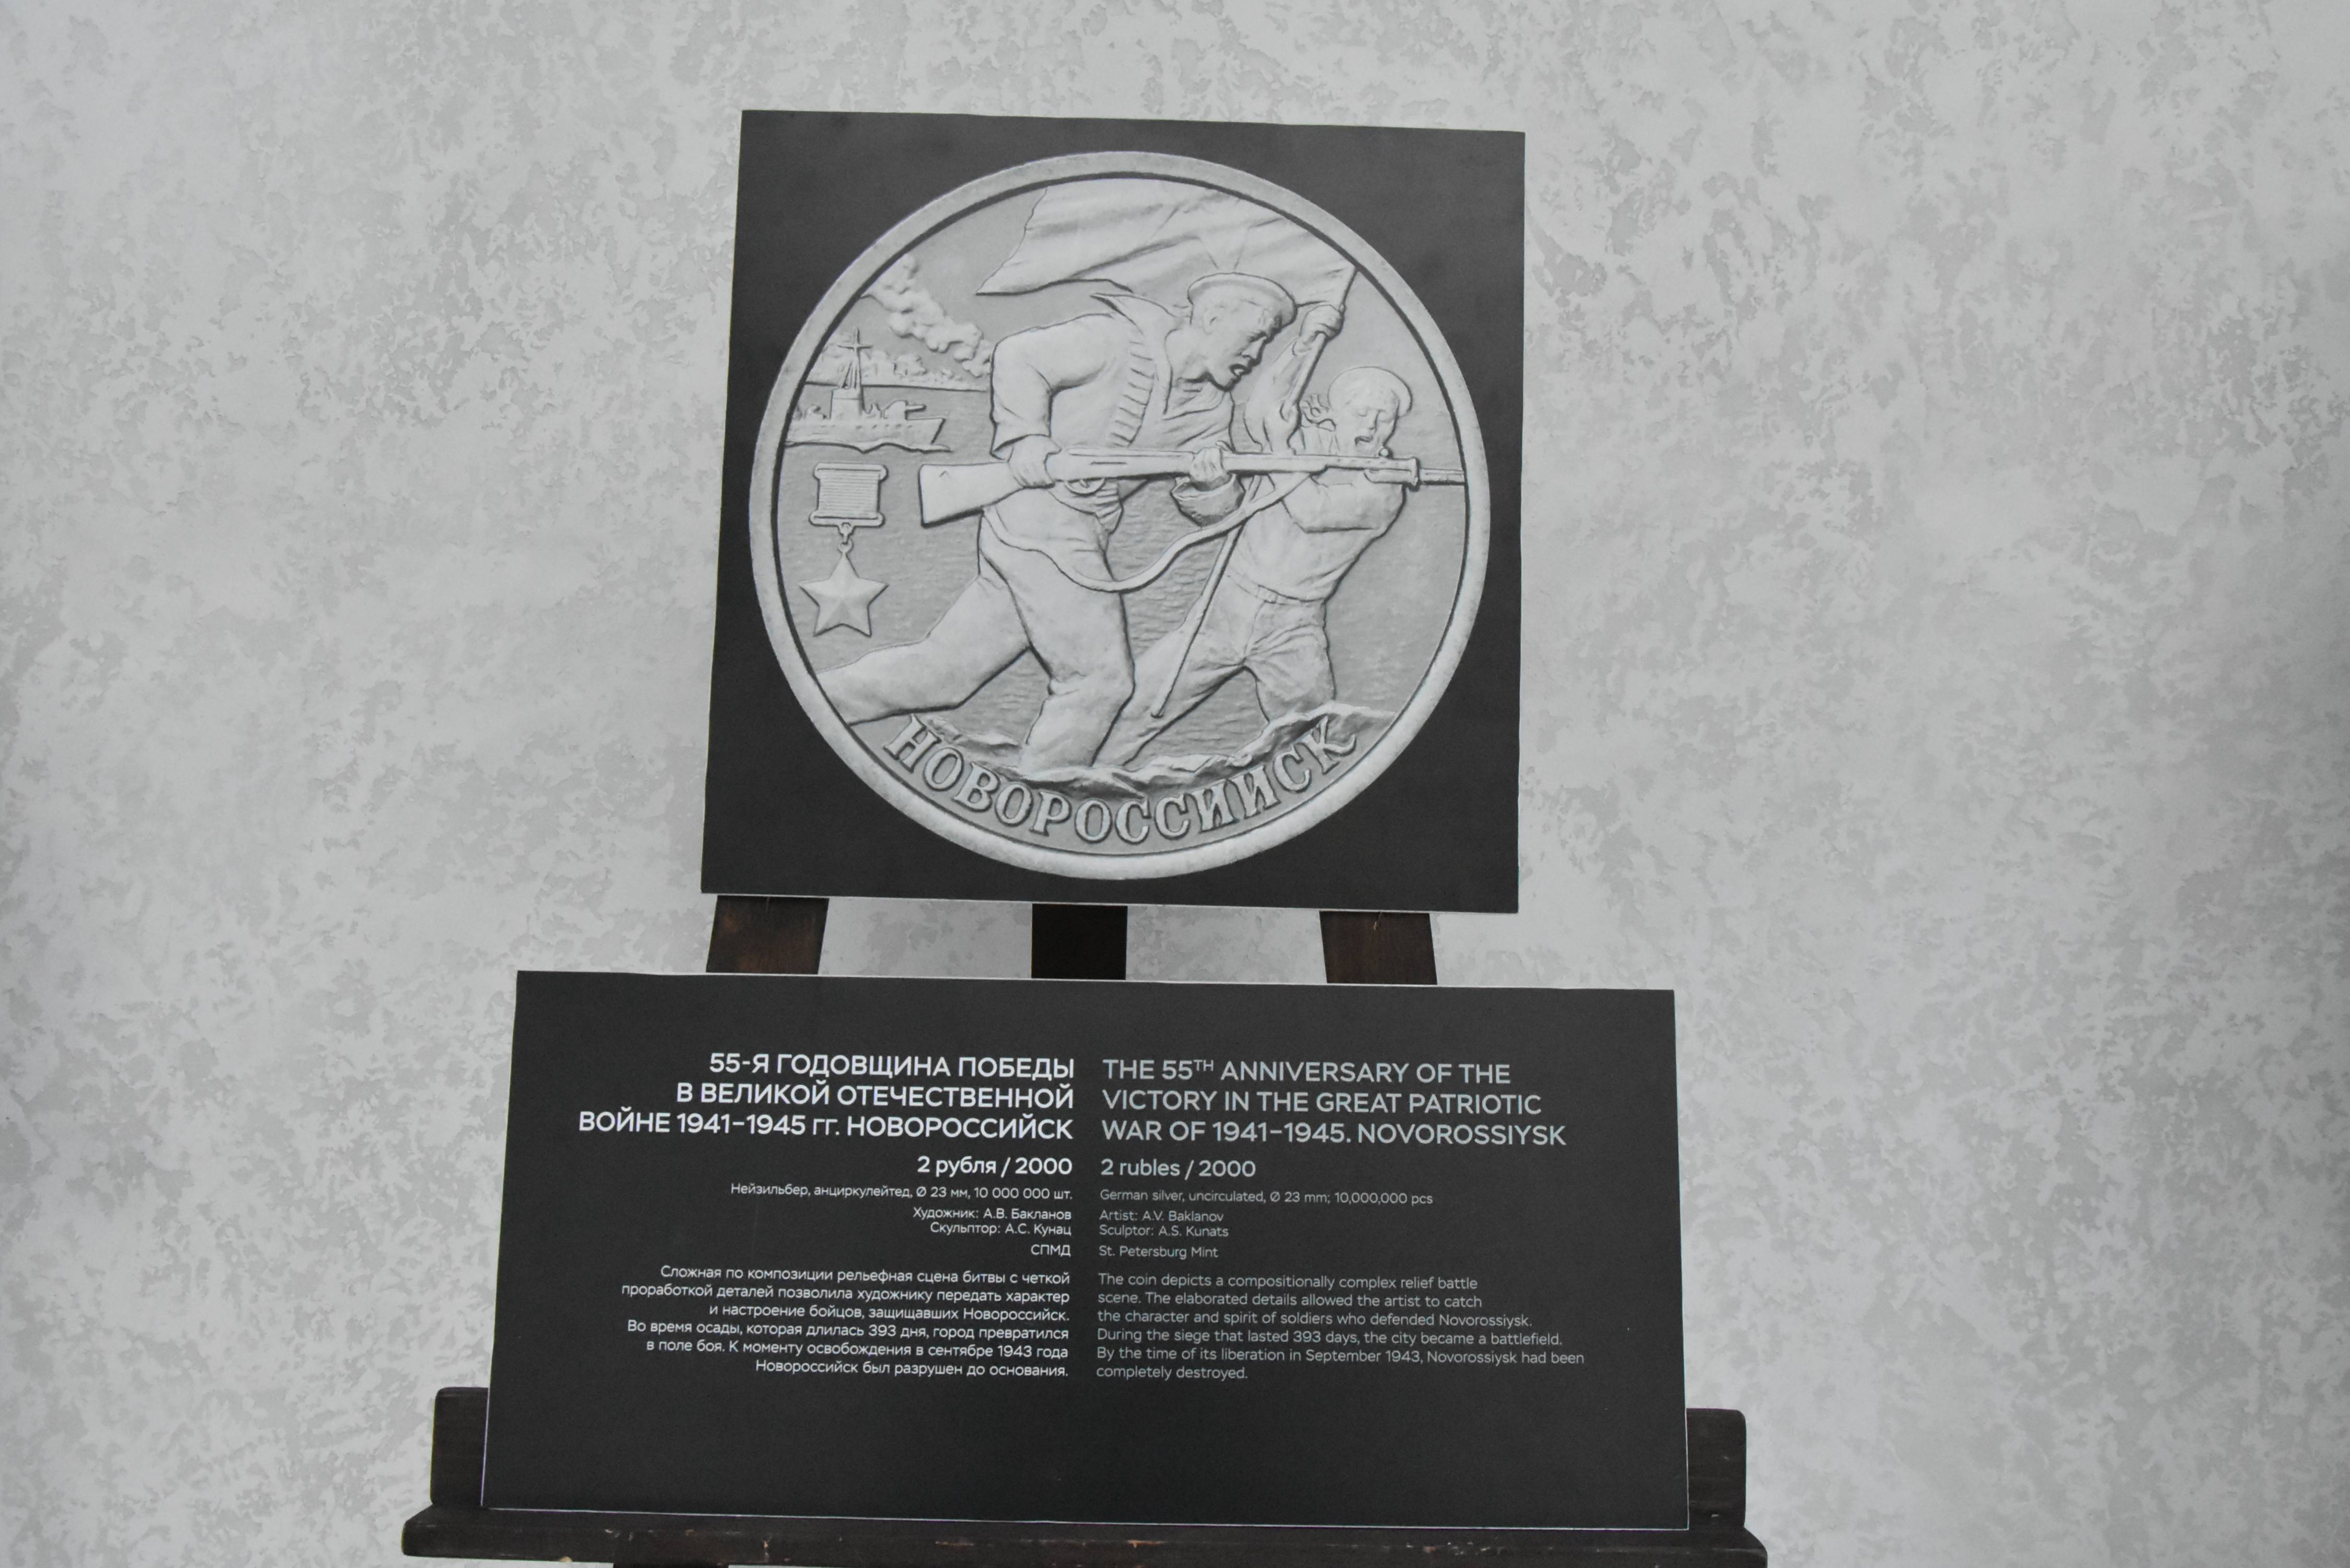 НОВОРОССИЙСК
55-Я ГОДОВЩИНА ПОБЕДЫ
В ВЕЛИКОЙ ОТЕЧЕСТВЕННОЙ
ВОЙНЕ 1941–1945 гг. НОВОРОССИЙСК
2 рубля / 2000
Нейзильбер, анциркулейтед, Ø 23 мм, 10 000 000 шт.
Художник: А.В. Бакланов
Скульптор: А.С. Кунац
СПМД
Сложная по композиции рельефная сцена битвы с четкой
проработкой деталей позволила художнику передать характер
и настроение бойцов, защищавших Новороссийск.
Во время осады, которая длилась 393 дня, город превратился
в поле боя. К моменту освобождения в сентябре 1943 года
Новороссийск был разрушен до основания.
THE 55TH ANNIVERSARY OF THE
VICTORY IN THE GREAT PATRIOTIC
WAR OF 1941–1945. NOVOROSSIYSK
2 rubles / 2000
German silver, uncirculated, Ø 23 mm; 10,000,000 pcs
Artist: A.V. Baklanov
Sculptor: A.S. Kunats
St. Petersburg Mint
The coin depicts a compositionally complex relief battle
scene. The elaborated details allowed the artist to catch
the character and spirit of soldiers who defended Novorossiysk.
During the siege that lasted 393 days, the city became a battlefield.
By the time of its liberation in September 1943, Novorossiysk had been
completely destroyed.